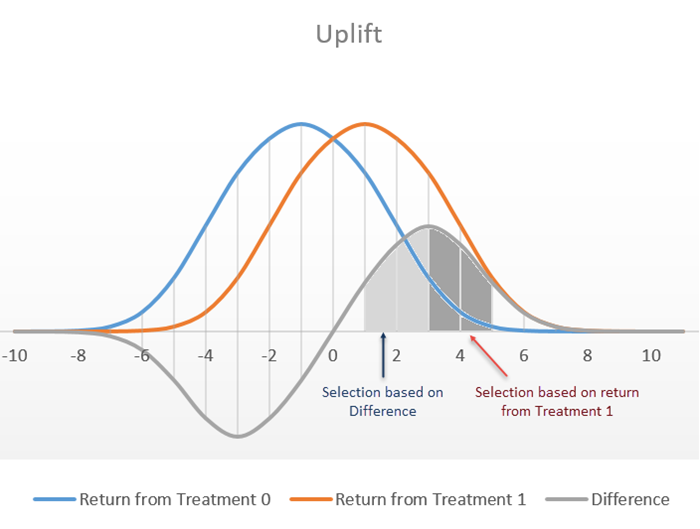 Uplift
-10 -8 -6 -4 -2 0 2 4 6 8 10
Selection based on
Difference
Selection based on return
from Treatment 1
Return from Treatment 0 Return from Treatment 1 Difference